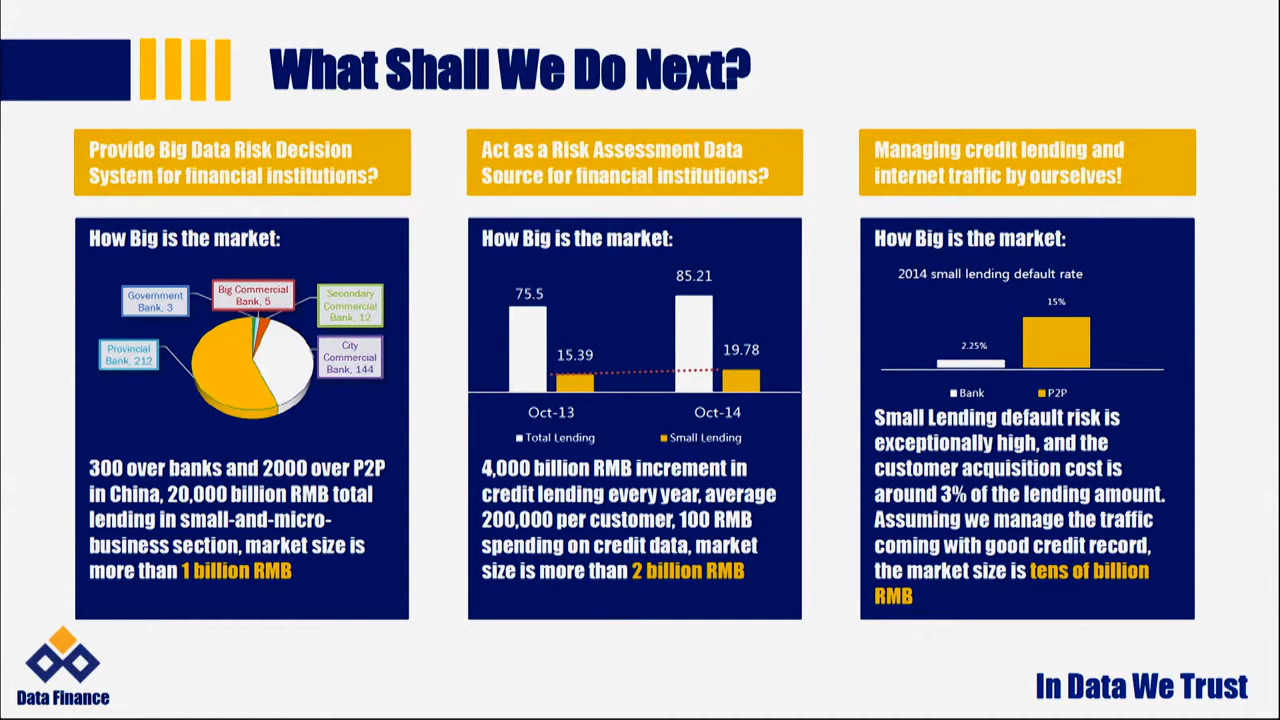 What Shall We Do Next?
Provide Big Data Risk Decision
System for financial institutions?
How Big is the market:
Government
Bank, 3
Big Commercial
Bank, 5
Secondary
Commercial
Bank, 12
Provincial
Bank, 212
City
Commercial
Bank, 144
300 over banks and 2000 over P2P
in China, 20,000 billion RMB total
lending in small-and-micro-
business section, market size is
more than 1 billion RMB
Act as a Risk Assessment Data
Source for financial institutions?
How Big is the market:
75.5
15.39
85.21
19.78
Oct-13
Oct-14
Total Lending
Small Lending
4,000 billion RMB increment in
credit lending every year, average
200,000 per customer, 100 RMB
spending on credit data, market
size is more than 2 billion RMB
Managing credit lending and
internet traffic by ourselves!
How Big is the market:
2014 small lending default rate
2.25%
15%
Bank
P2P
Small Lending default risk is
exceptionally high, and the
customer acquisition cost is
around 3% of the lending amount.
Assuming we manage the traffic
coming with good credit record,
the market size is tens of billion
RMB
Data Finance
In Data We Trust